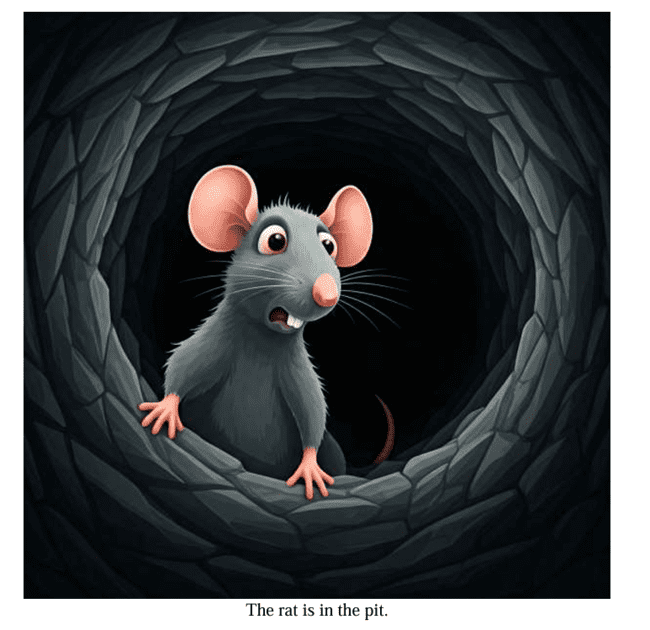 The rat is in the pit.